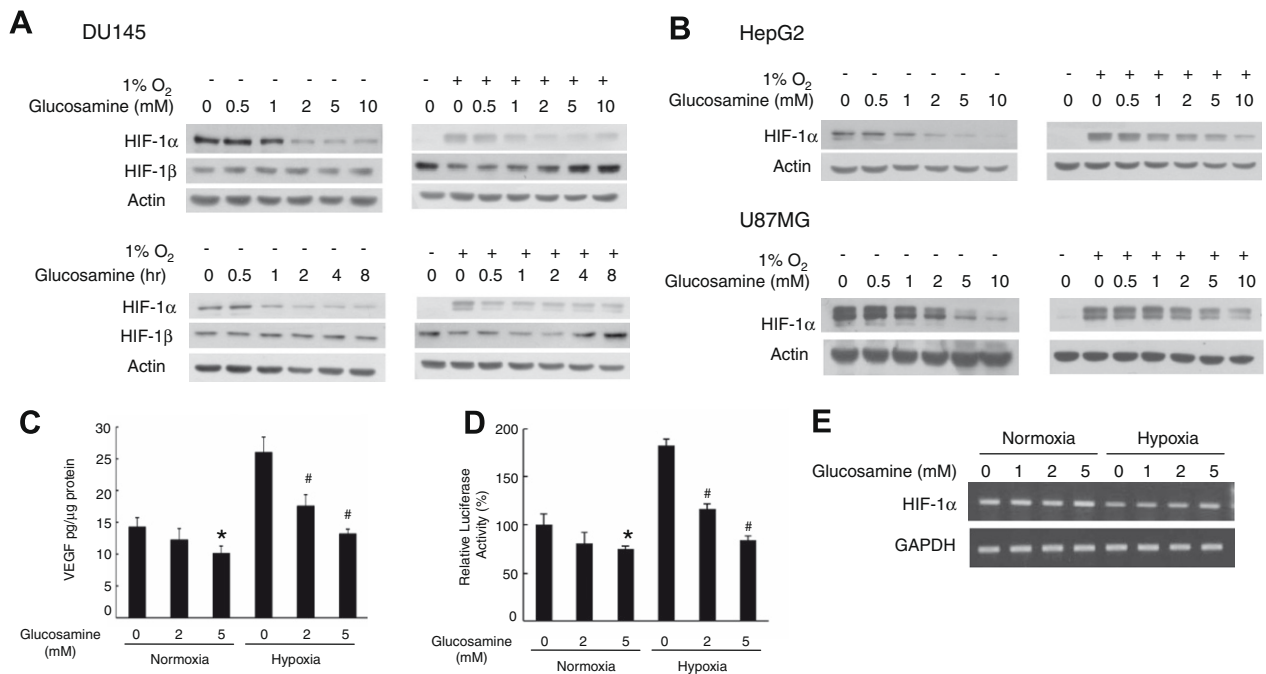 A
DU145
1% O2 - - - - - - - + + + + + +
Glucosamine (mM) 0 0.5 1 2 5 10 0 0 0.5 1 2 5 10
HIF-1α
HIF-1β
Actin
1% O2 - - - - - - - + + + + + +
Glucosamine (hr) 0 0.5 1 2 4 8 0 0 0.5 1 2 4 8
HIF-1α
HIF-1β
Actin
B
HepG2
1% O2 - - - - - - - + + + + + +
Glucosamine (mM) 0 0.5 1 2 5 10 0 0 0.5 1 2 5 10
HIF-1α
Actin
U87MG
1% O2 - - - - - - - + + + + + +
Glucosamine (mM) 0 0.5 1 2 5 10 0 0 0.5 1 2 5 10
HIF-1α
Actin
C
VEGF pg/μg protein
30
25
20
15
10
5
0
*
#
#
Glucosamine (mM) 0 2 5 0 2 5
Normoxia Hypoxia
D
Relative Luciferase
Activity (%)
200
150
100
50
0
*
#
#
Glucosamine (mM) 0 2 5 0 2 5
Normoxia Hypoxia
E
Normoxia Hypoxia
Glucosamine (mM) 0 1 2 5 0 1 2 5
HIF-1α
GAPDH